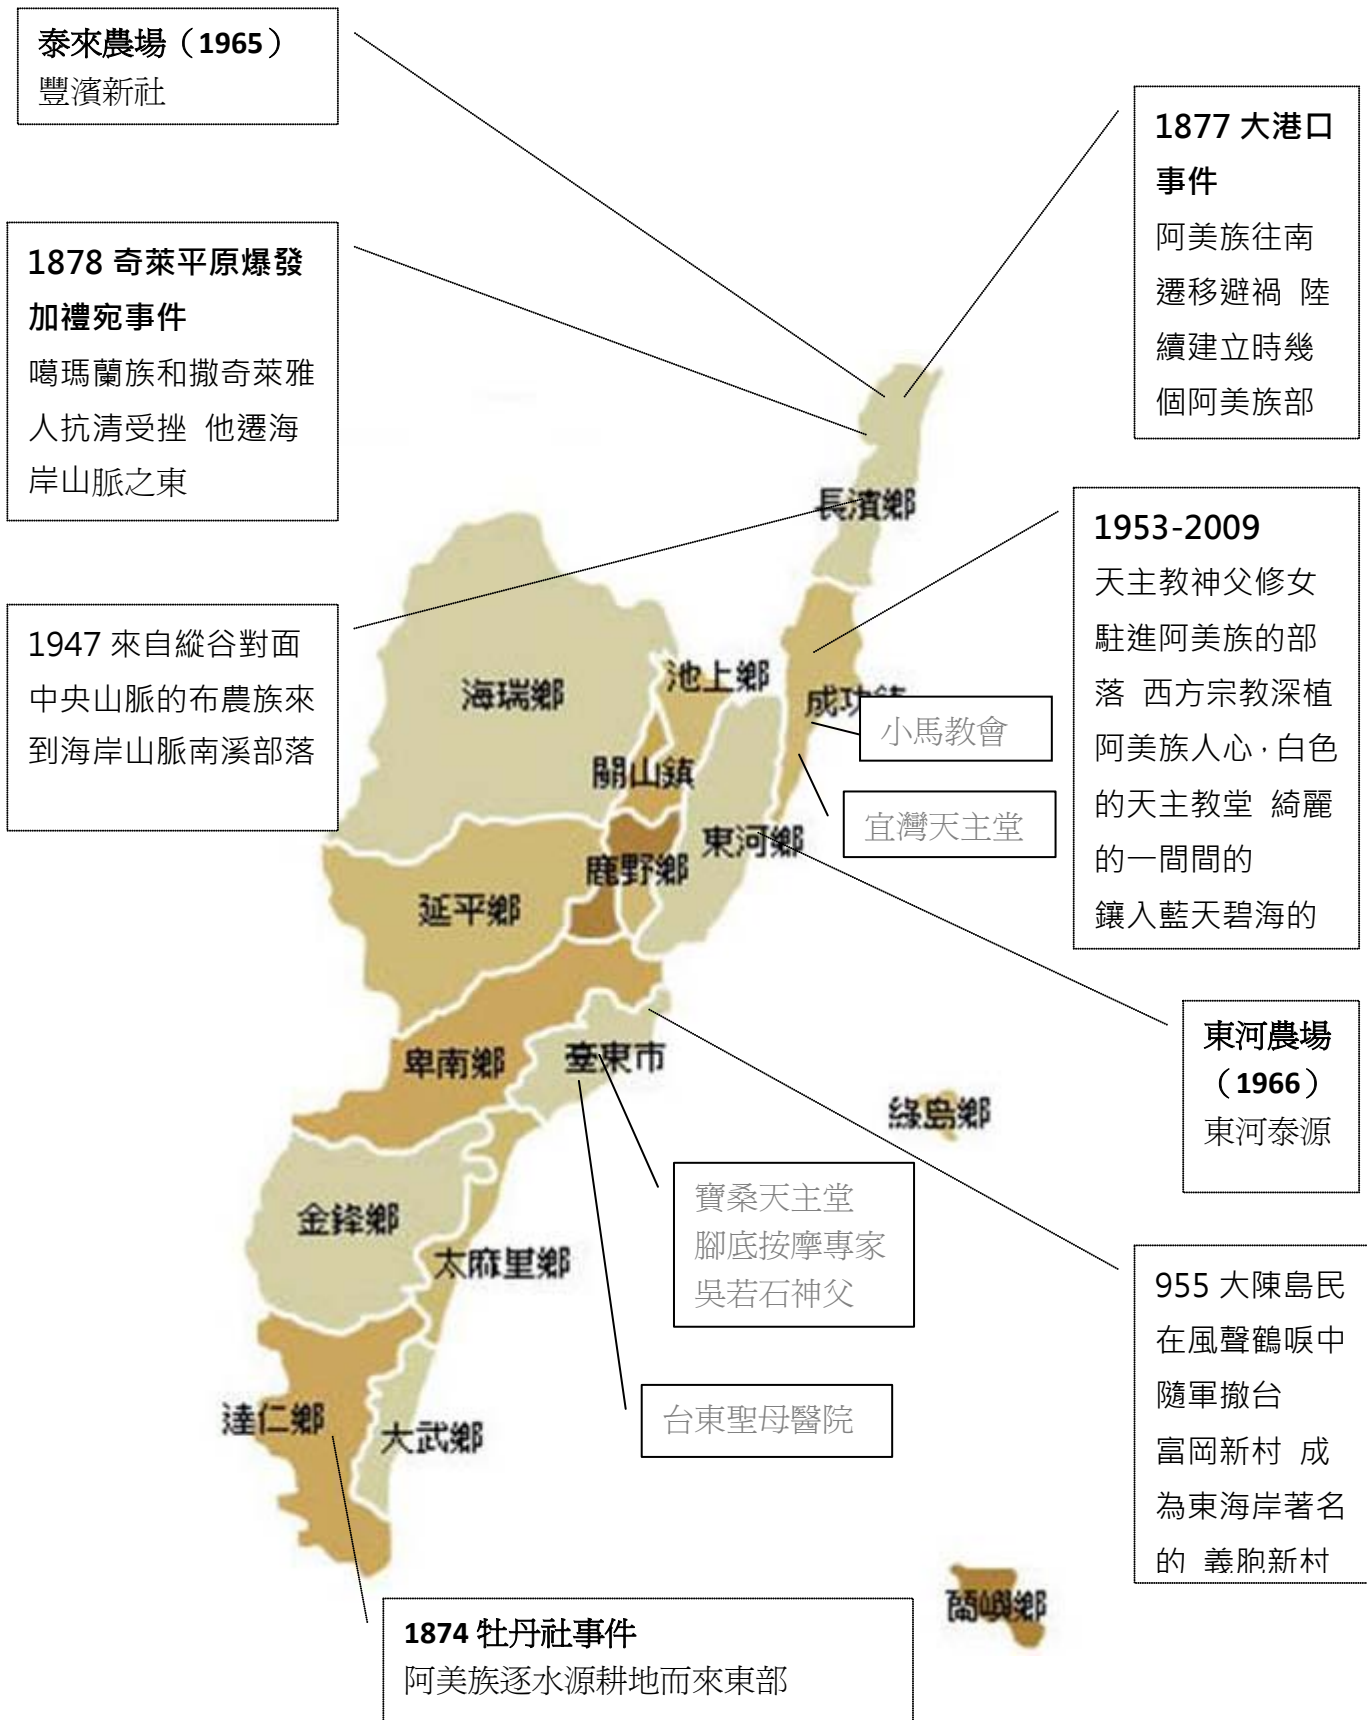 泰來農場（1965）
豐濱新社
1877 大港口
事件
阿美族往南
遷移避禍 陸
續建立時幾
個阿美族部
1878 奇萊平原爆發
加禮宛事件
噶瑪蘭族和撒奇萊雅
人抗清受挫 他遷海
岸山脈之東
長濱鄉
1953-2009
天主教神父修女
駐進阿美族的部
落 西方宗教深植
阿美族人心，白色
的天主教堂 綺麗
的一間間的
鑲入藍天碧海的
1947 來自縱谷對面
中央山脈的布農族來
到海岸山脈南溪部落
海瑞鄉
池上鄉
成功鎮
小馬教會
關山鎮
宜灣天主堂
東河鄉
鹿野鄉
延平鄉
東河農場
（1966）
東河泰源
卑南鄉
臺東市
綠島鄉
寶桑天主堂
腳底按摩專家
吳若石神父
金鋒鄉
太麻里鄉
955 大陳島民
在風聲鶴唳中
隨軍撤台
富岡新村 成
為東海岸著名
的 義胞新村
台東聖母醫院
達仁鄉
大武鄉
蘭嶼鄉
1874 牡丹社事件
阿美族逐水源耕地而來東部